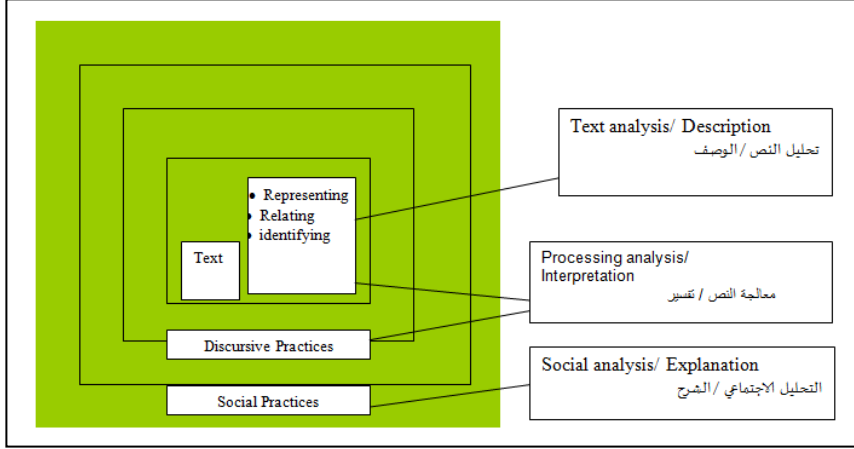 Text analysis/ Description
تحليل النص / الوصف
• Representing
• Relating
• identifying
Text
Processing analysis/
Interpretation
معالجة النص / تفسير
Discursive Practices
Social analysis/ Explanation
التحليل الاجتماعي / الشرح
Social Practices